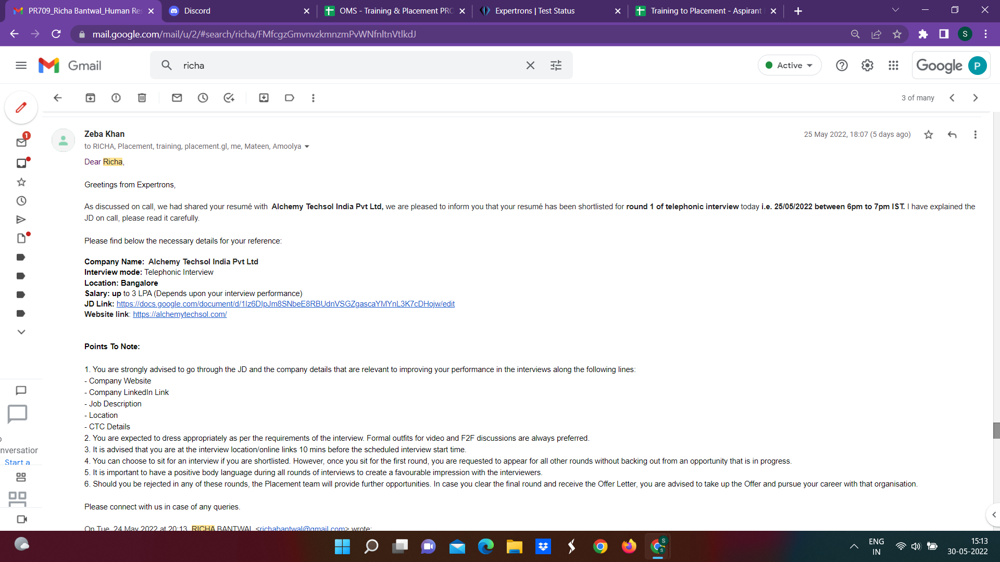 PR709_Richa Bantwal_Human Res
Discord
OMS - Training & Placement PRO
Expertrons | Test Status
Training to Placement - Aspirant
mail.google.com/mail/u/2/#search/richa/FMfcgzGmvnvzkmnzmPvWNfnltnVtlkdJ
S
Gmail
richa
Active
Google
P
3 of many
1
Zeba Khan
25 May 2022, 18:07 (5 days ago)
to RICHA, Placement, training, placement.gl, me, Mateen, Amoolya
Dear Richa,
Greetings from Expertrons,
As discussed on call, we had shared your resumé with Alchemy Techsol India Pvt Ltd, we are pleased to inform you that your resumé has been shortlisted for round 1 of telephonic interview today i.e. 25/05/2022 between 6pm to 7pm IST. I have explained the
JD on call, please read it carefully.
Please find below the necessary details for your reference:
Company Name: Alchemy Techsol India Pvt Ltd
Interview mode: Telephonic Interview
Location: Bangalore
Salary: up to 3 LPA (Depends upon your interview performance)
JD Link: https://docs.google.com/document/d/1Iz6DIpJm8SNbeE8RBUdnVSGZgascaYMYnL3K7cDHojw/edit
Website link: https://alchemytechsol.com/
Points To Note:
1. You are strongly advised to go through the JD and the company details that are relevant to improving your performance in the interviews along the following lines:
- Company Website
- Company LinkedIn Link
- Job Description
- Location
- CTC Details
2. You are expected to dress appropriately as per the requirements of the interview. Formal outfits for video and F2F discussions are always preferred.
3. It is advised that you are at the interview location/online links 10 mins before the scheduled interview start time.
4. You can choose to sit for an interview if you are shortlisted. However, once you sit for the first round, you are requested to appear for all other rounds without backing out from an opportunity that is in progress.
5. It is important to have a positive body language during all rounds of interviews to create a favourable impression with the interviewers.
6. Should you be rejected in any of these rounds, the Placement team will provide further opportunities. In case you clear the final round and receive the Offer Letter, you are advised to take up the Offer and pursue your career with that organisation.
Please connect with us in case of any queries.
On Tue, 24 May 2022 at 20:13, RICHA BANTWAL <richabantwal@gmail.com> wrote:
nversation
Start a
ENG
IN
15:13
30-05-2022